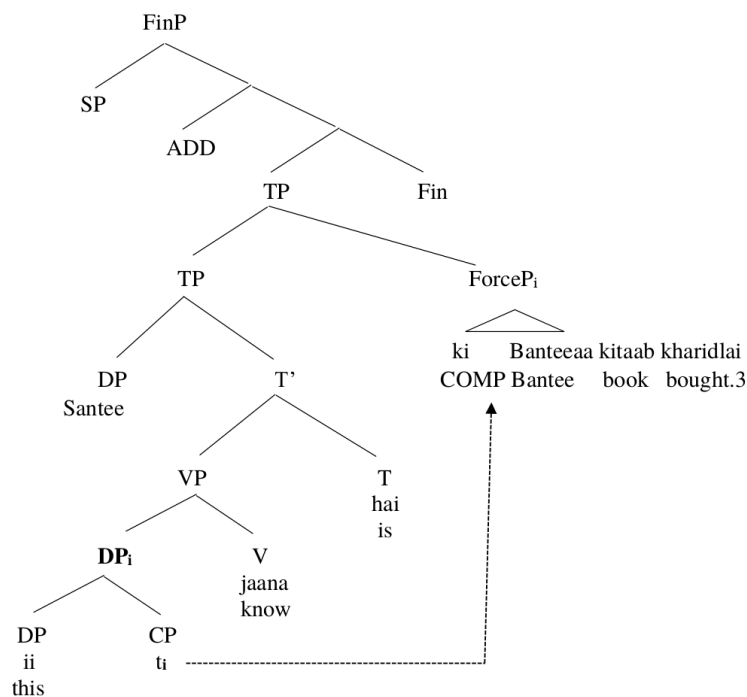 FinP
SP
ADD
TP Fin
TP ForcePᵢ
ki Banteeaa kitaab kharidlai
DP T’ COMP Bantee book bought.3
Santee
VP T
hai
is
DPᵢ V
jaana
know
DP CP
ii tᵢ
this